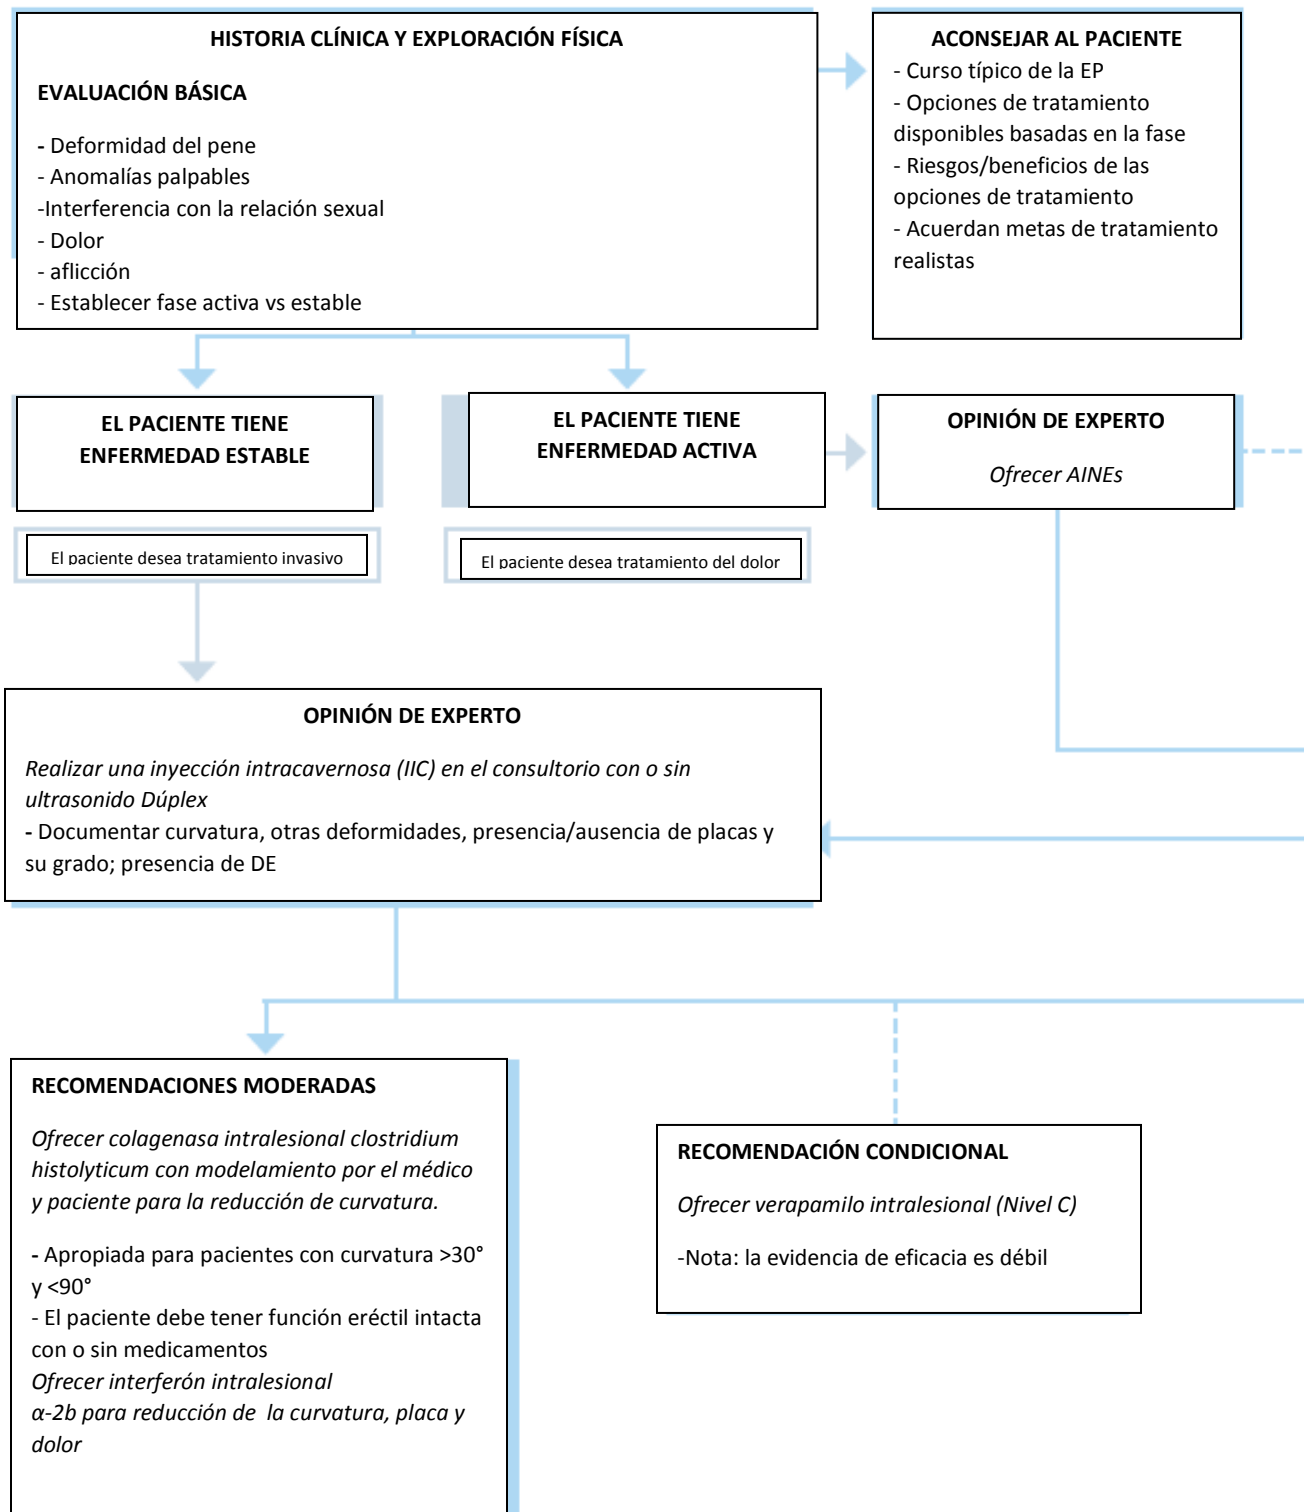 HISTORIA CLÍNICA Y EXPLORACIÓN FÍSICA
EVALUACIÓN BÁSICA
- Deformidad del pene
- Anomalías palpables
-Interferencia con la relación sexual
- Dolor
- aflicción
- Establecer fase activa vs estable
ACONSEJAR AL PACIENTE
- Curso típico de la EP
- Opciones de tratamiento
disponibles basadas en la fase
- Riesgos/beneficios de las
opciones de tratamiento
- Acuerdan metas de tratamiento
realistas
EL PACIENTE TIENE
ENFERMEDAD ESTABLE
EL PACIENTE TIENE
ENFERMEDAD ACTIVA
OPINIÓN DE EXPERTO
Ofrecer AINEs
El paciente desea tratamiento invasivo
El paciente desea tratamiento del dolor
OPINIÓN DE EXPERTO
Realizar una inyección intracavernosa (IIC) en el consultorio con o sin
ultrasonido Dúplex
- Documentar curvatura, otras deformidades, presencia/ausencia de placas y
su grado; presencia de DE
RECOMENDACIONES MODERADAS
Ofrecer colagenasa intralesional clostridium
histolyticum con modelamiento por el médico
y paciente para la reducción de curvatura.
- Apropiada para pacientes con curvatura >30°
y <90°
- El paciente debe tener función eréctil intacta
con o sin medicamentos
Ofrecer interferón intralesional
α-2b para reducción de  la curvatura, placa y
dolor
RECOMENDACIÓN CONDICIONAL
Ofrecer verapamilo intralesional (Nivel C)
-Nota: la evidencia de eficacia es débil